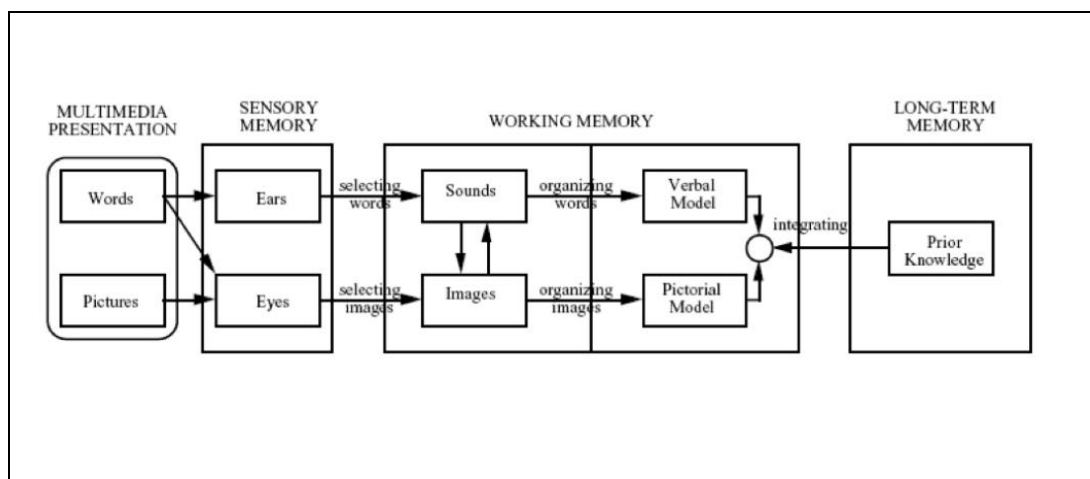 MULTIMEDIA
PRESENTATION
SENSORY
MEMORY
WORKING MEMORY
LONG-TERM
MEMORY
Words
Ears
selecting
words
Sounds
organizing
words
Verbal
Model
integrating
Prior
Knowledge
Pictures
Eyes
selecting
images
Images
organizing
images
Pictorial
Model